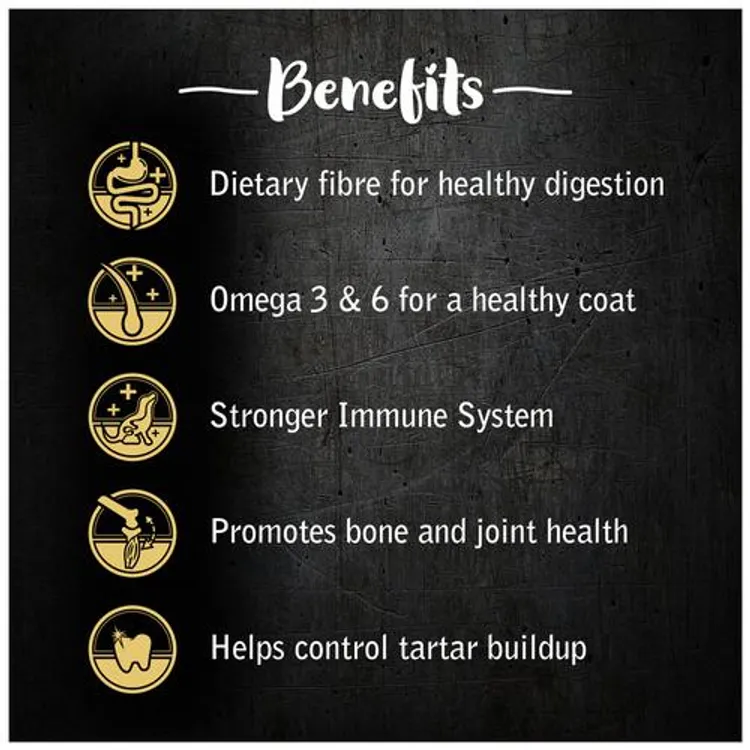 Benefits
Dietary fibre for healthy digestion
Omega 3 & 6 for a healthy coat
Stronger Immune System
Promotes bone and joint health
Helps control tartar buildup